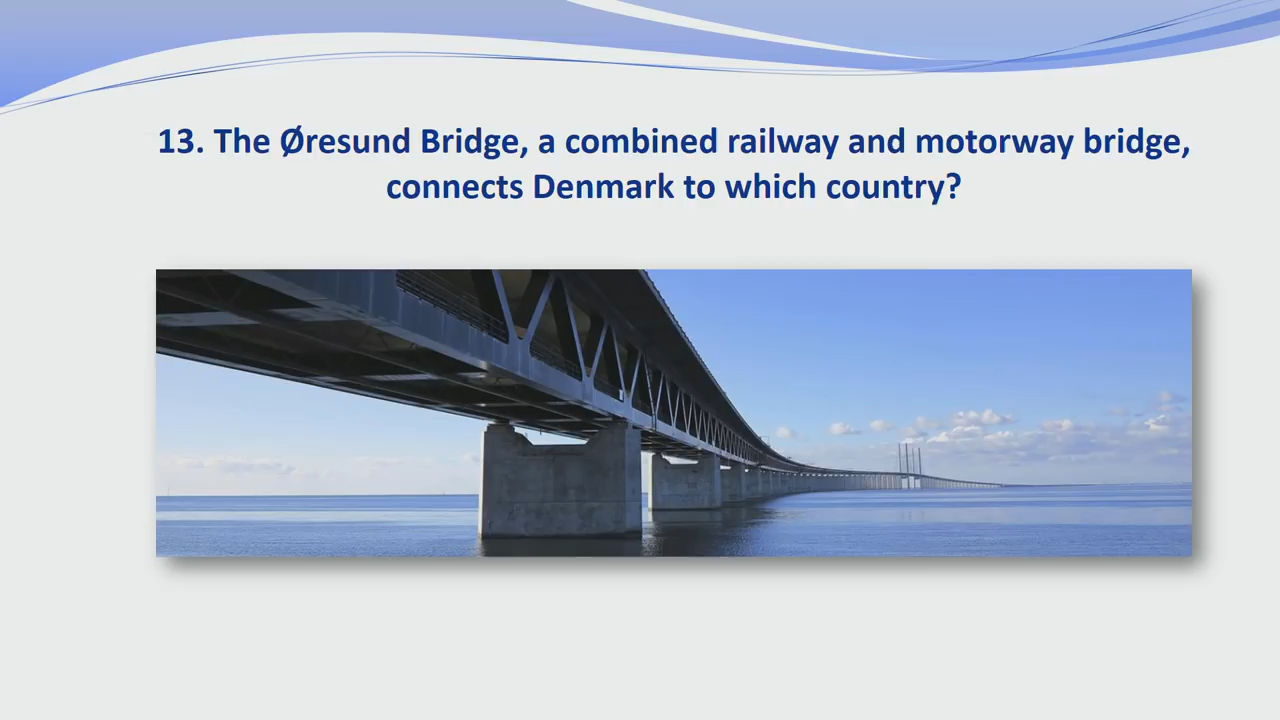 13. The Øresund Bridge, a combined railway and motorway bridge,
connects Denmark to which country?